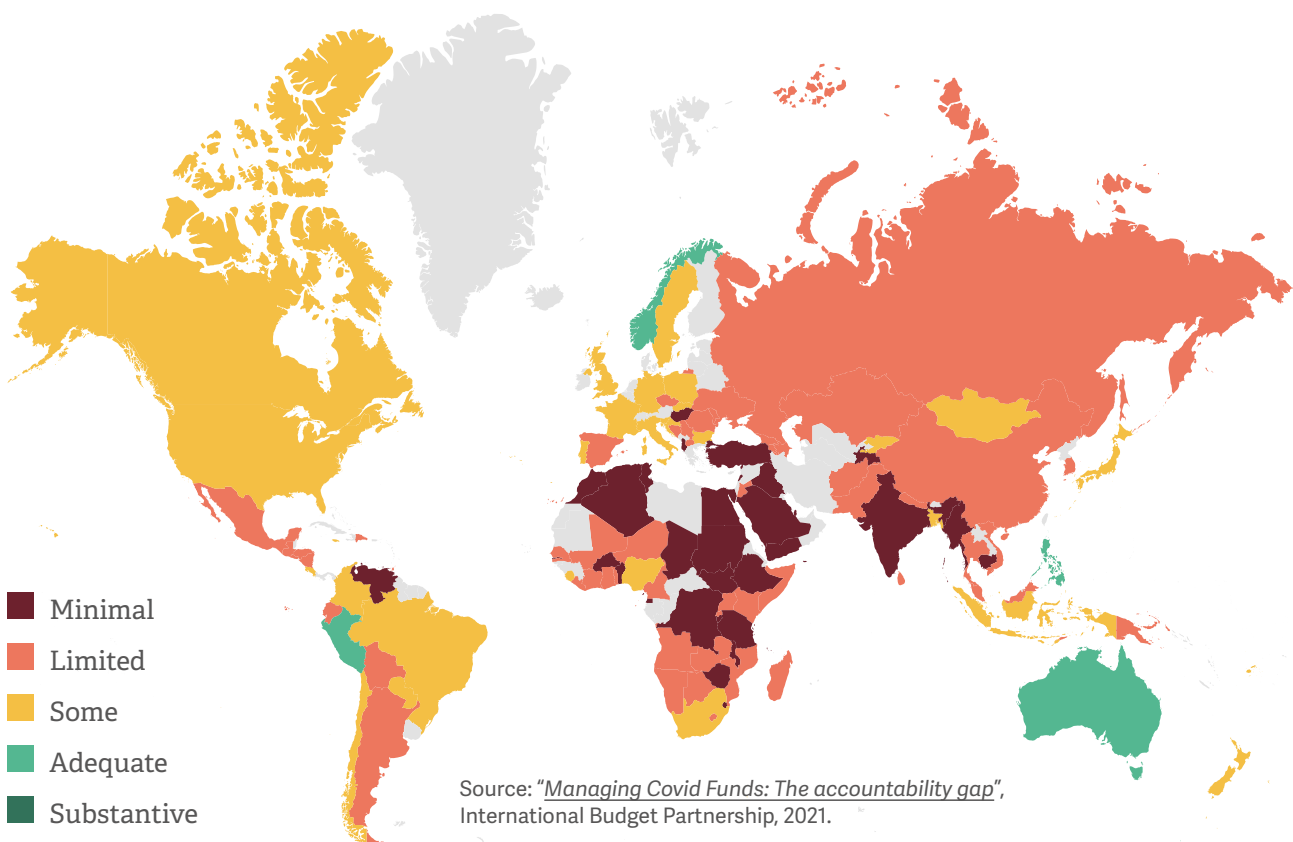 Minimal
Limited
Some
Adequate
Substantive
Source: “Managing Covid Funds: The accountability gap”,
International Budget Partnership, 2021.